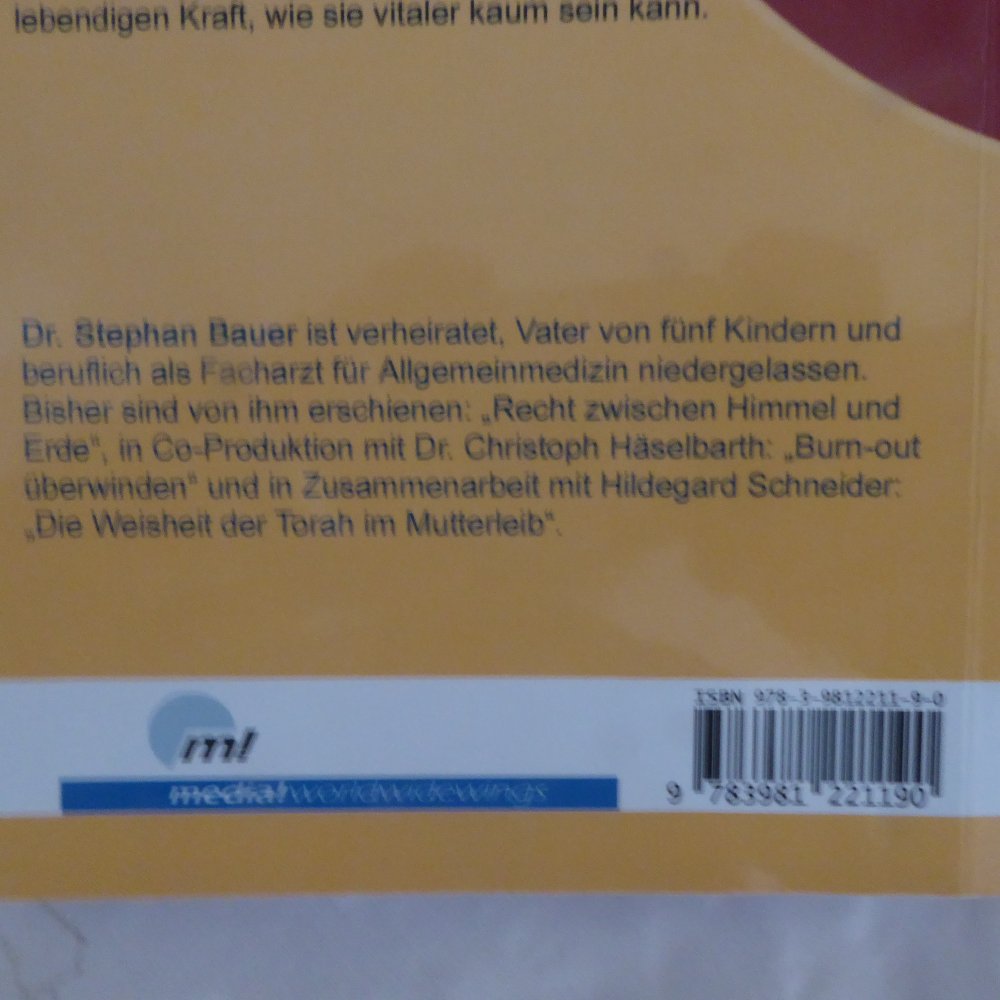 lebendigen Kraft, wie sie vitaler kaum sein kann.
Dr. Stephan Bauer ist verheiratet, Vater von fünf Kindern und
beruflich als Facharzt für Allgemeinmedizin niedergelassen.
Bisher sind von ihm erschienen: „Recht zwischen Himmel und
Erde“, in Co-Produktion mit Dr. Christoph Häselbarth: „Burn-out
überwinden“ und in Zusammenarbeit mit Hildegard Schneider:
„Die Weisheit der Torah im Mutterleib“.
m!
media!worldwidewings
ISBN 978-3-9812211-9-0
9 783981 221190